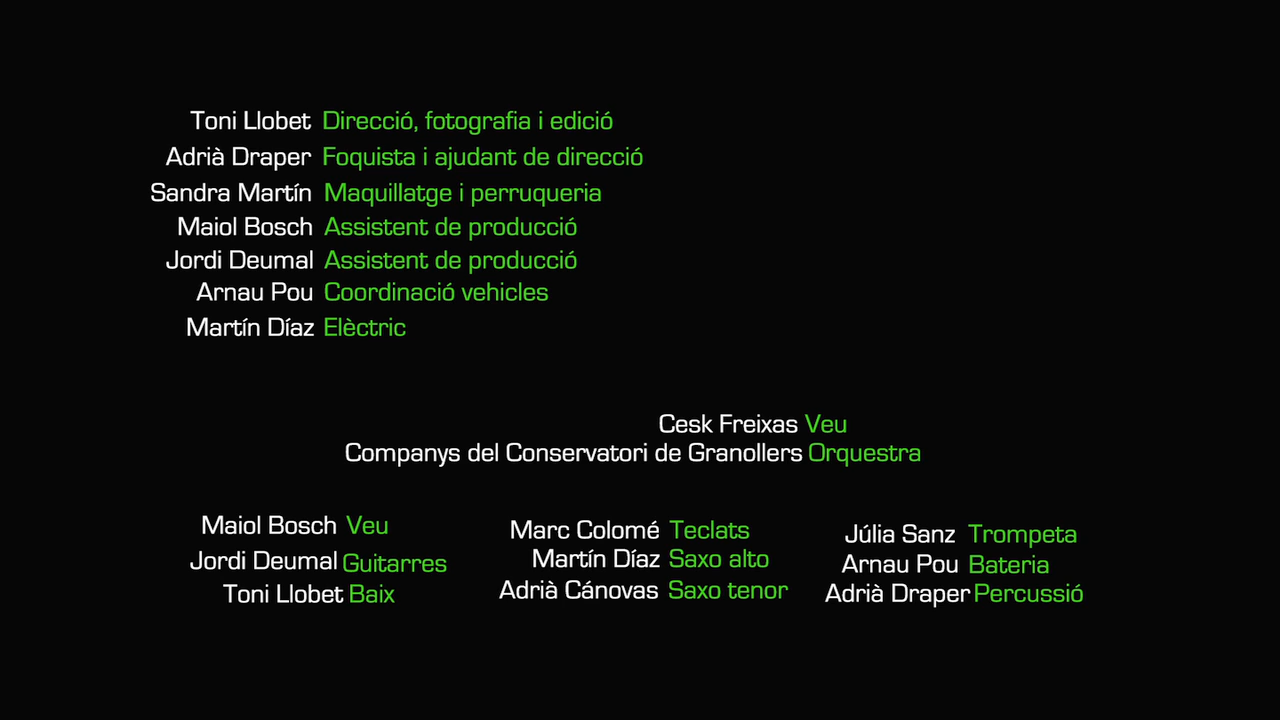 Toni Llobet Direcció, fotografia i edició
Adrià Draper Foquista i ajudant de direcció
Sandra Martín Maquillatge i perruqueria
Maiol Bosch Assistent de producció
Jordi Deumal Assistent de producció
Arnau Pou Coordinació vehicles
Martín Díaz Elèctric
Cesk Freixas Veu
Companys del Conservatori de Granollers Orquestra
Maiol Bosch Veu
Jordi Deumal Guitarres
Toni Llobet Baix
Marc Colomé Teclats
Martín Díaz Saxo alto
Adrià Cánovas Saxo tenor
Júlia Sanz Trompeta
Arnau Pou Bateria
Adrià Draper Percussió